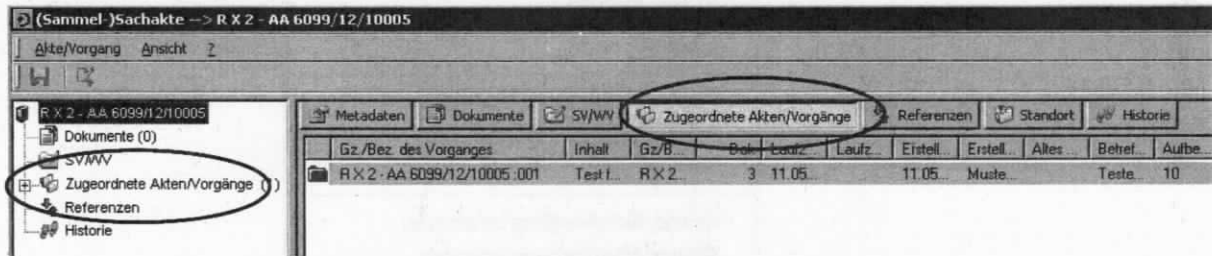 (Sammel-)Sachakte --> R X 2 - AA 6099/12/10005
Akte/Vorgang Ansicht ?
R X 2 - AA 6099/12/10005
Dokumente (0)
SV/WV
Zugeordnete Akten/Vorgänge (1)
Referenzen
Historie
Metadaten Dokumente SV/WV Zugeordnete Akten/Vorgänge Referenzen Standort Historie
Gz./Bez. des Vorganges Inhalt Gz/B... Laufz... Laufz... Erstell... Erstell... Altes ... Betref... Aufbe...
R X 2 - AA 6099/12/10005 :001 Test f... R X 2... 3 11.05... 11.05... Muste... Teste... 10